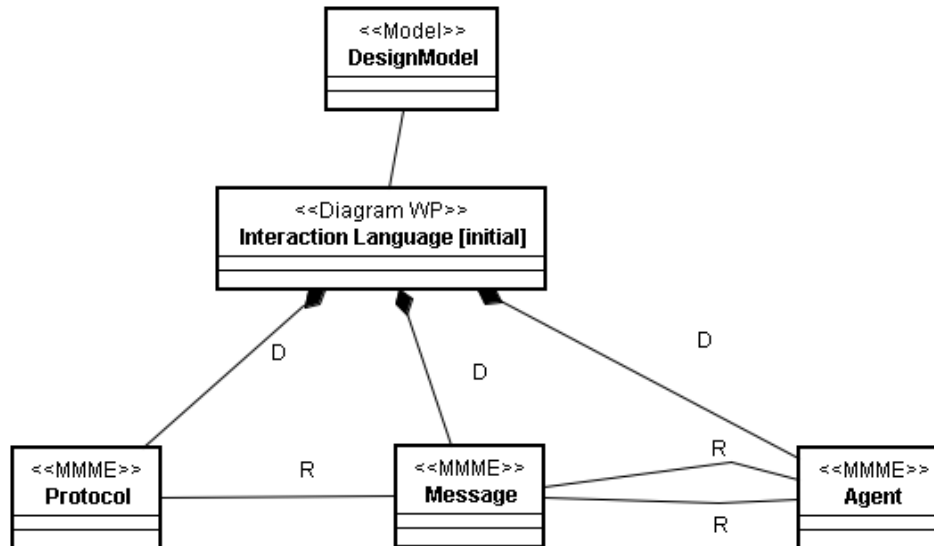 <<Model>>
DesignModel
<<Diagram WP>>
Interaction Language [initial]
D
D
D
<<MMME>>
Protocol
R
<<MMME>>
Message
R
R
<<MMME>>
Agent